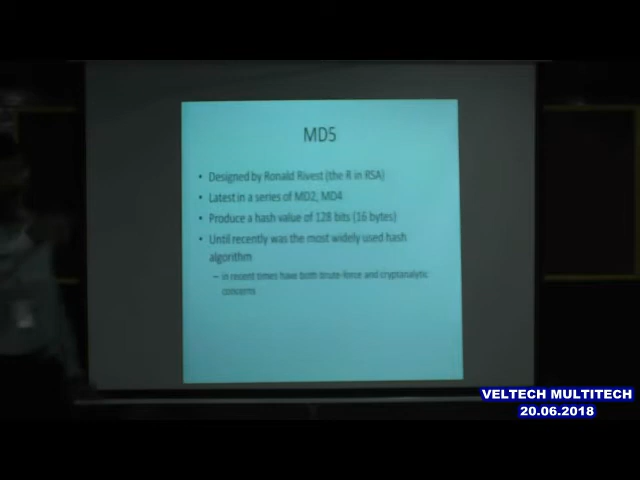 MD5
• Designed by Ronald Rivest (the R in RSA)
• Latest in a series of MD2, MD4
• Produce a hash value of 128 bits (16 bytes)
• Until recently was the most widely used hash
algorithm
– in recent times have both brute-force and cryptanalytic
concerns
VELTECH MULTITECH
20.06.2018